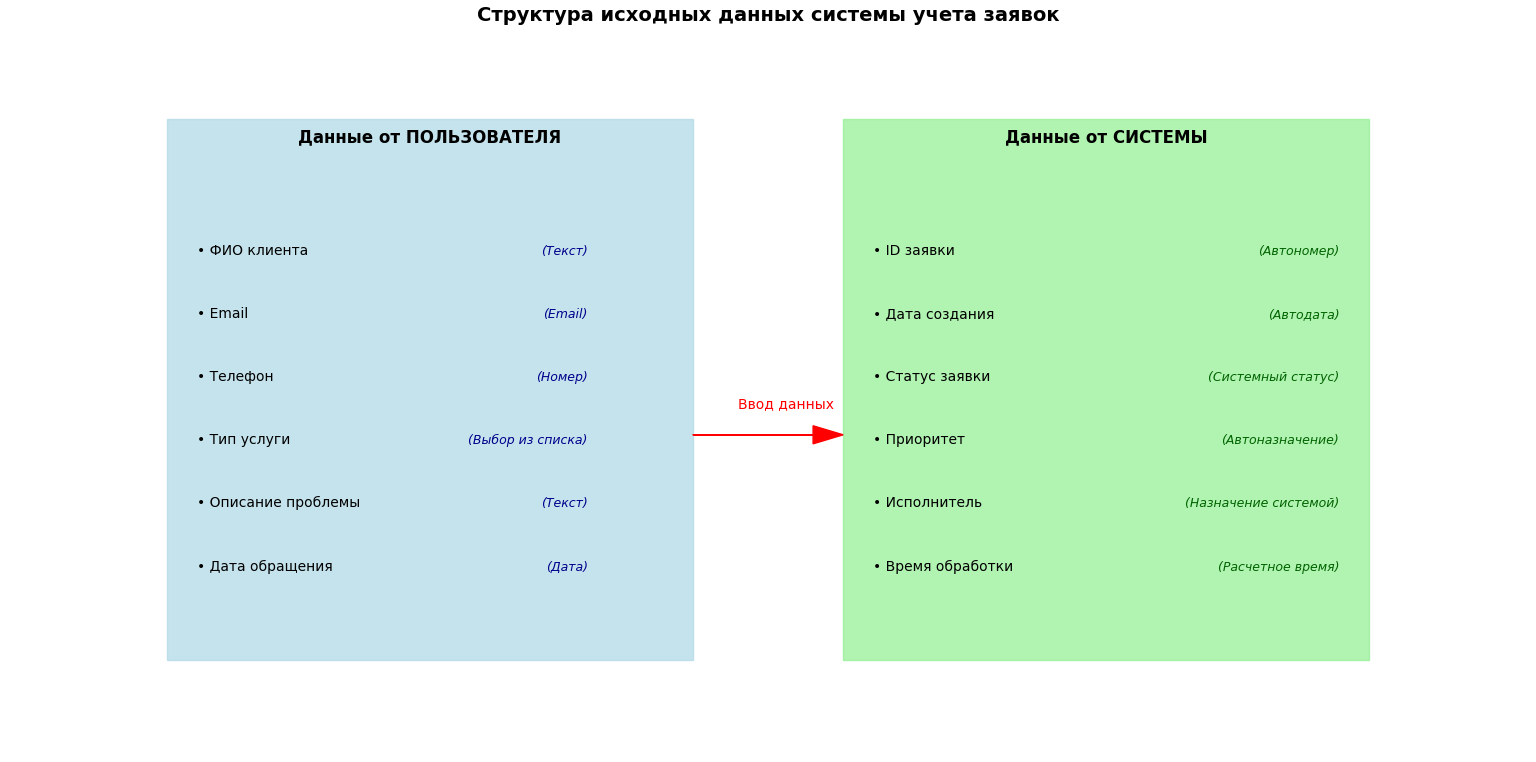 Структура исходных данных системы учета заявок
Данные от ПОЛЬЗОВАТЕЛЯ
• ФИО клиента (Текст)
• Email (Email)
• Телефон (Номер)
• Тип услуги (Выбор из списка)
• Описание проблемы (Текст)
• Дата обращения (Дата)
Ввод данных
Данные от СИСТЕМЫ
• ID заявки (Автономер)
• Дата создания (Автодата)
• Статус заявки (Системный статус)
• Приоритет (Автоназначение)
• Исполнитель (Назначение системой)
• Время обработки (Расчетное время)